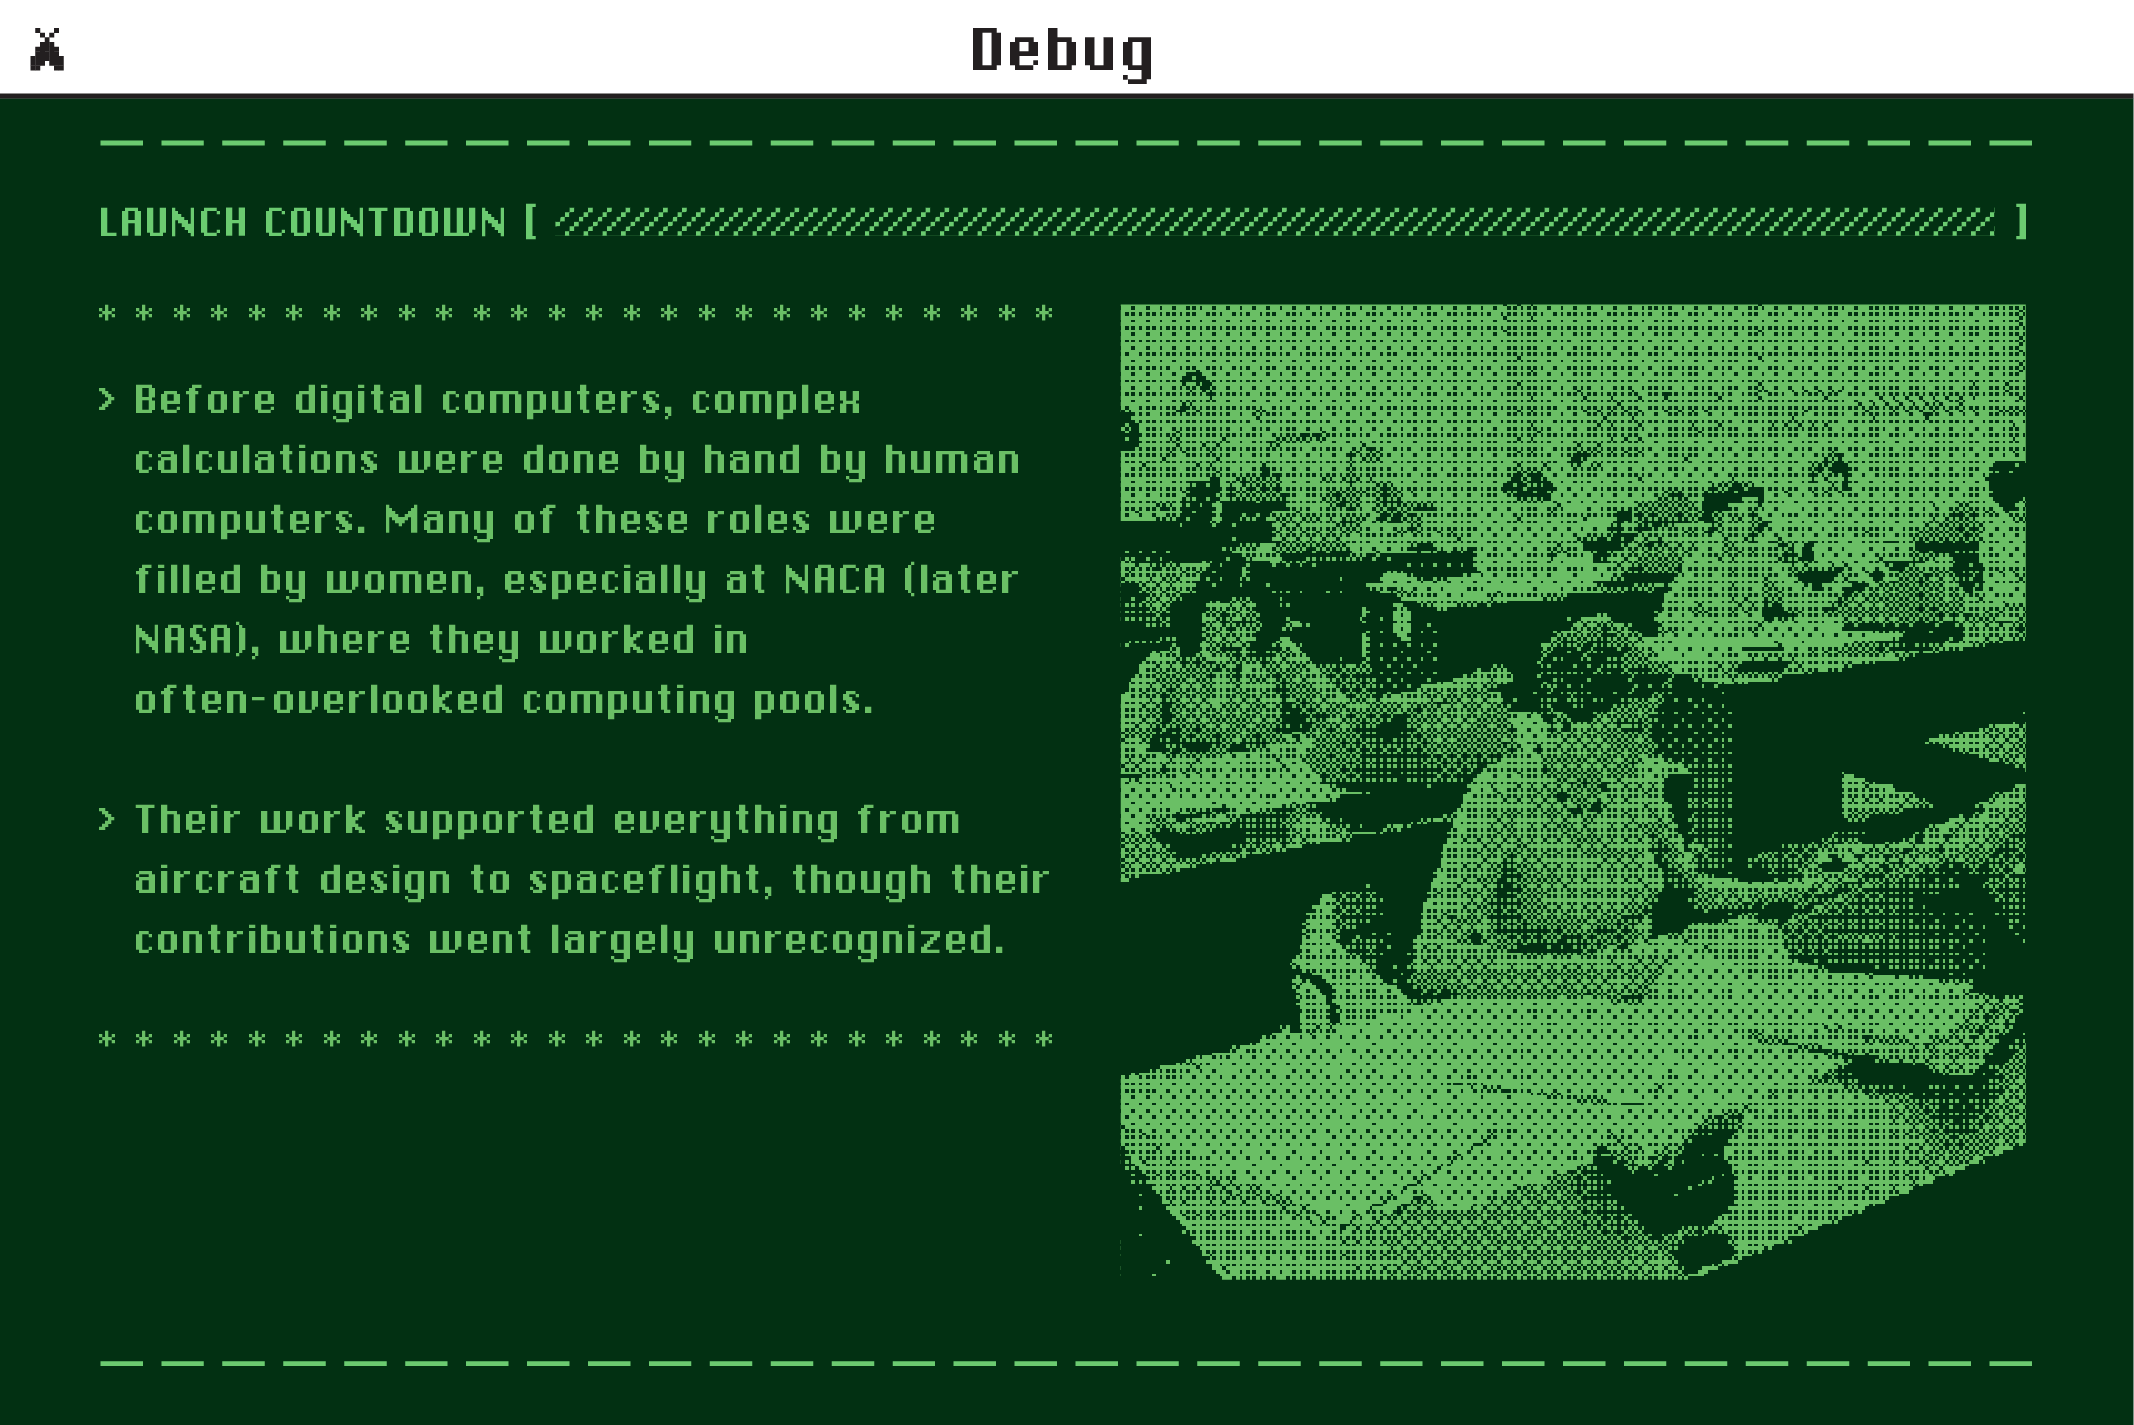 Debug
LAUNCH COUNTDOWN [ //////////////////////////////////////////////////////////////////////////// ]
* * * * * * * * * * * * * * * * * * * * * * * * * *
> Before digital computers, complex
calculations were done by hand by human
computers. Many of these roles were
filled by women, especially at NACA (later
NASA), where they worked in
often-overlooked computing pools.
> Their work supported everything from
aircraft design to spaceflight, though their
contributions went largely unrecognized.
* * * * * * * * * * * * * * * * * * * * * * * * * *